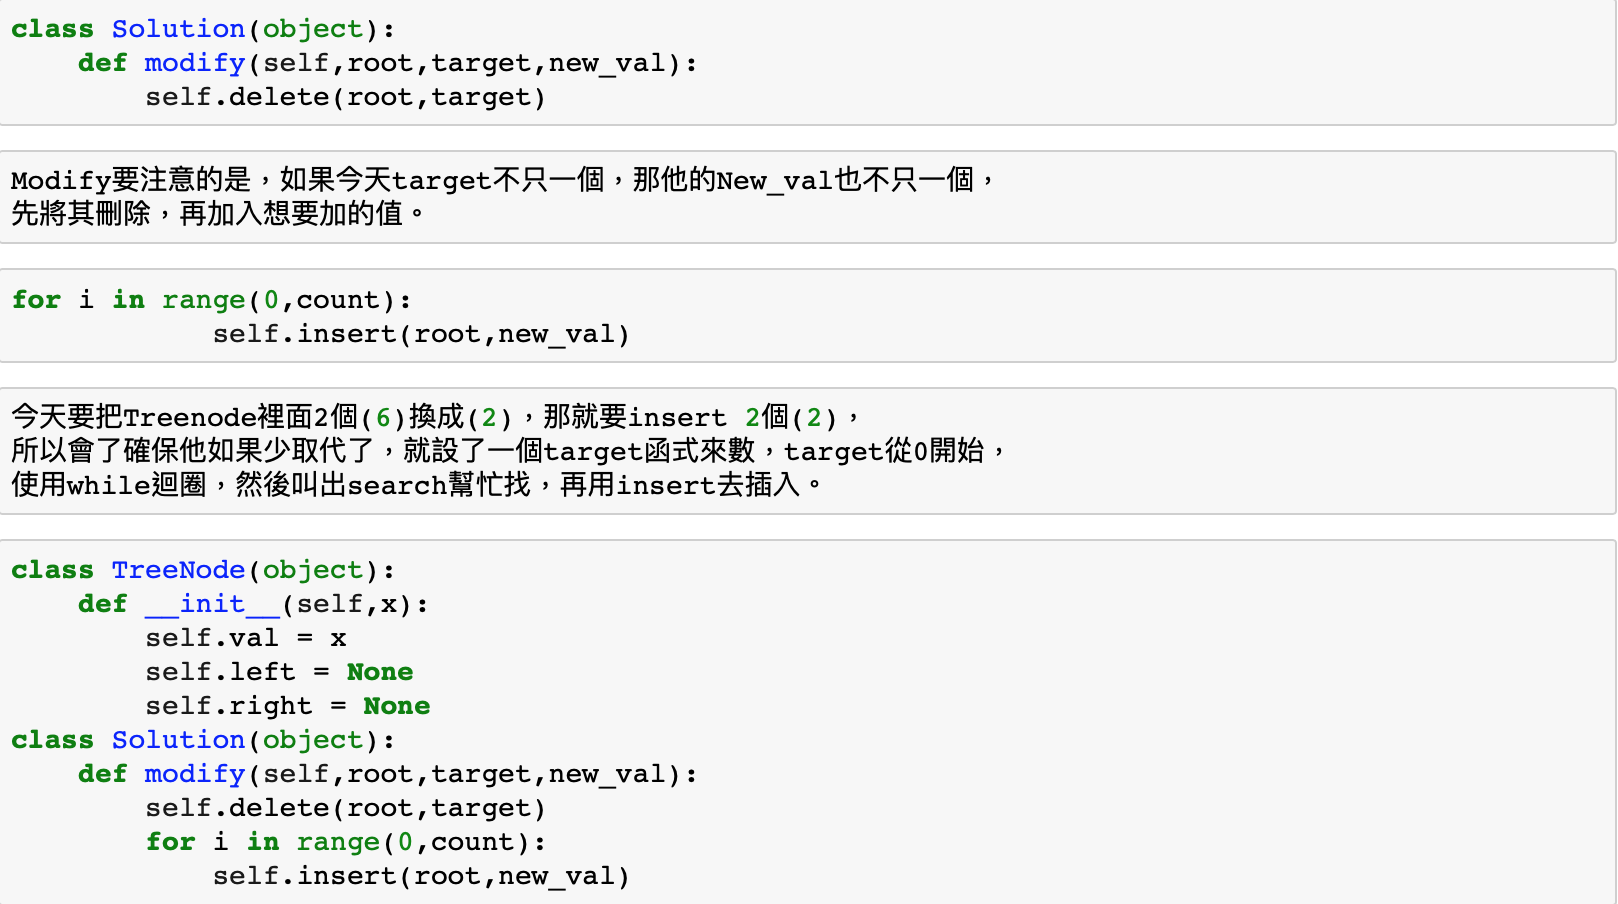 class Solution(object):
    def modify(self,root,target,new_val):
        self.delete(root,target)
Modify要注意的是，如果今天target不只一個，那他的New_val也不只一個，
先將其刪除，再加入想要加的值。
for i in range(0,count):
            self.insert(root,new_val)
今天要把Treenode裡面2個(6)換成(2)，那就要insert 2個(2)，
所以會了確保他如果少取代了，就設了一個target函式來數，target從0開始，
使用while迴圈，然後叫出search幫忙找，再用insert去插入。
class TreeNode(object):
    def __init__(self,x):
        self.val = x
        self.left = None
        self.right = None
class Solution(object):
    def modify(self,root,target,new_val):
        self.delete(root,target)
        for i in range(0,count):
            self.insert(root,new_val)